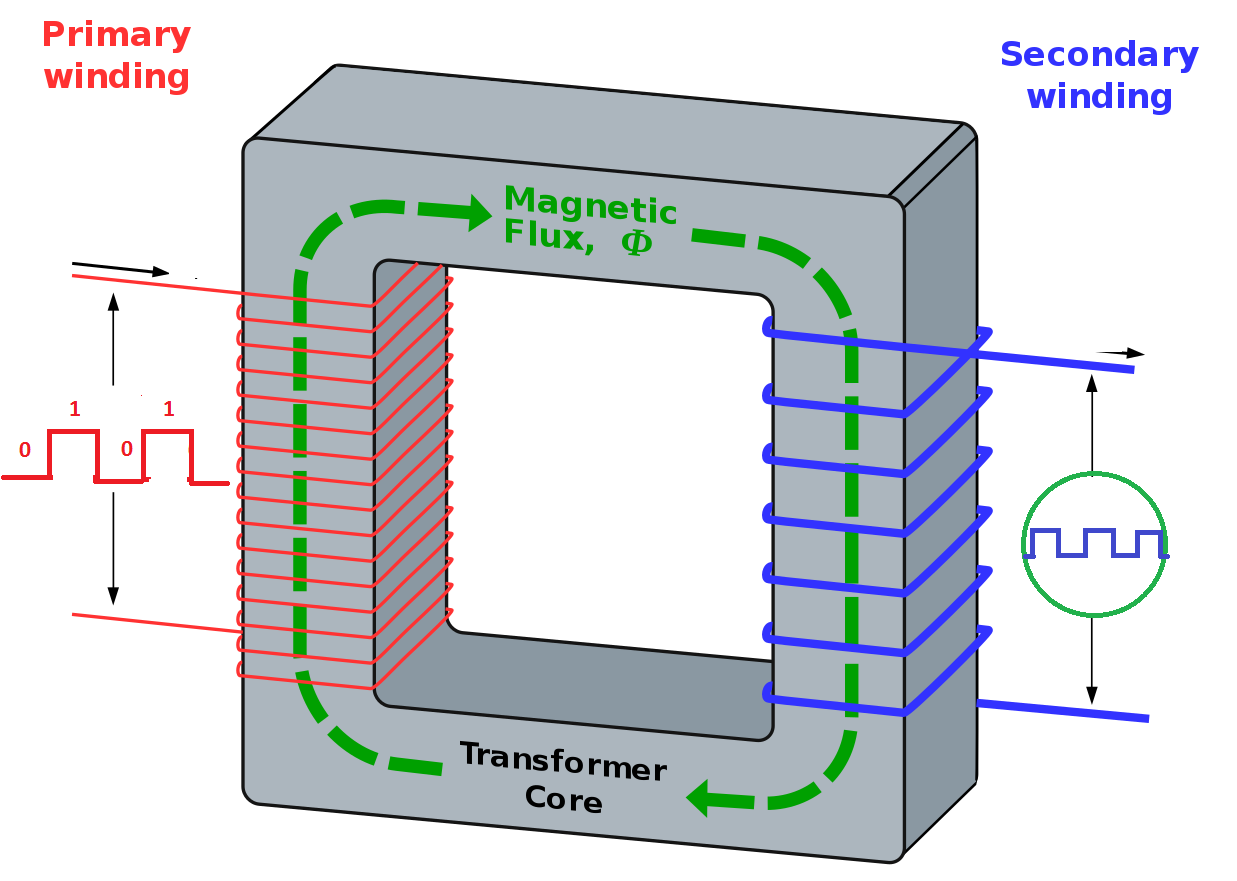 Primary
winding
Secondary
winding
Magnetic
Flux, Φ
0 1 0 1
Transformer
Core